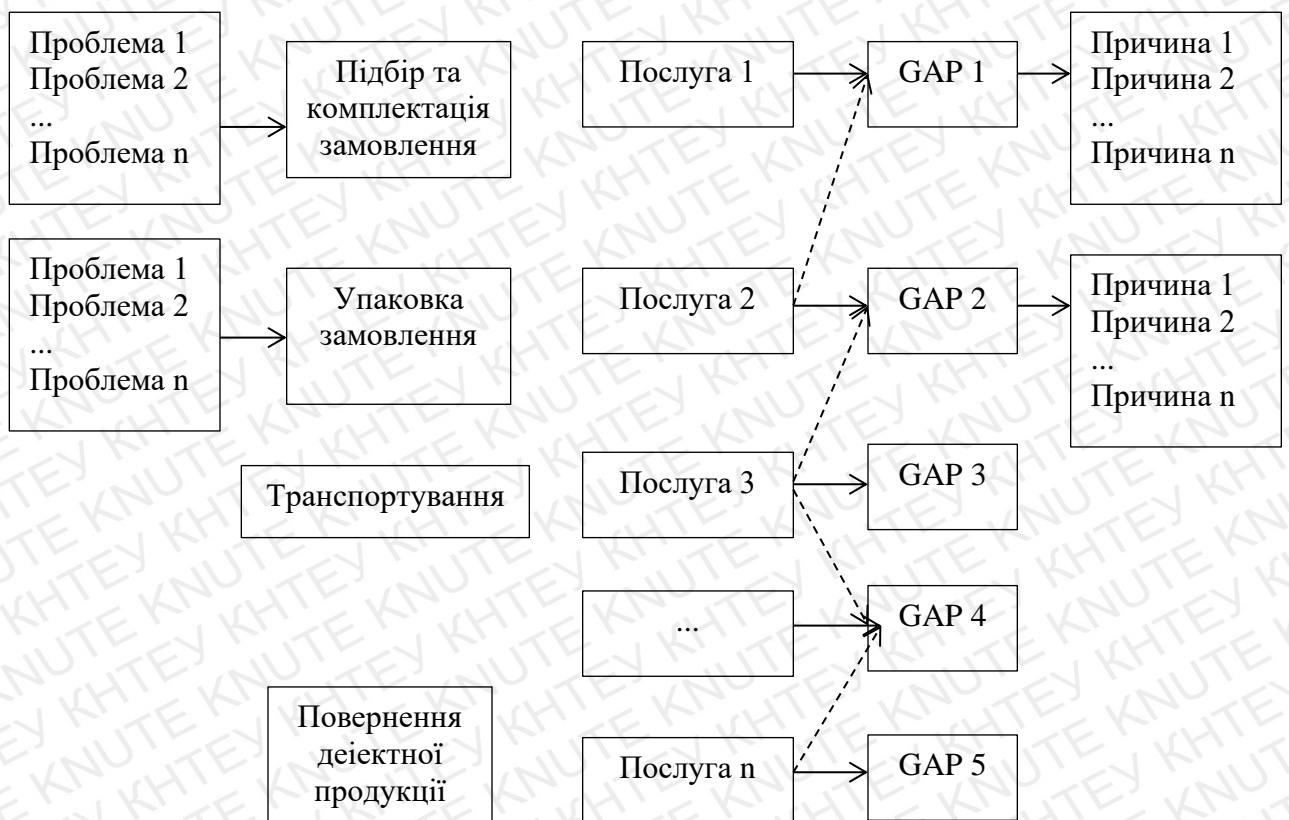 Проблема 1
Проблема 2
...
Проблема n
Підбір та
комплектація
замовлення
Послуга 1
GAP 1
Причина 1
Причина 2
...
Причина n
Проблема 1
Проблема 2
...
Проблема n
Упаковка
замовлення
Послуга 2
GAP 2
Причина 1
Причина 2
...
Причина n
Транспортування
Послуга 3
GAP 3
...
GAP 4
Повернення
деіектної
продукції
Послуга n
GAP 5